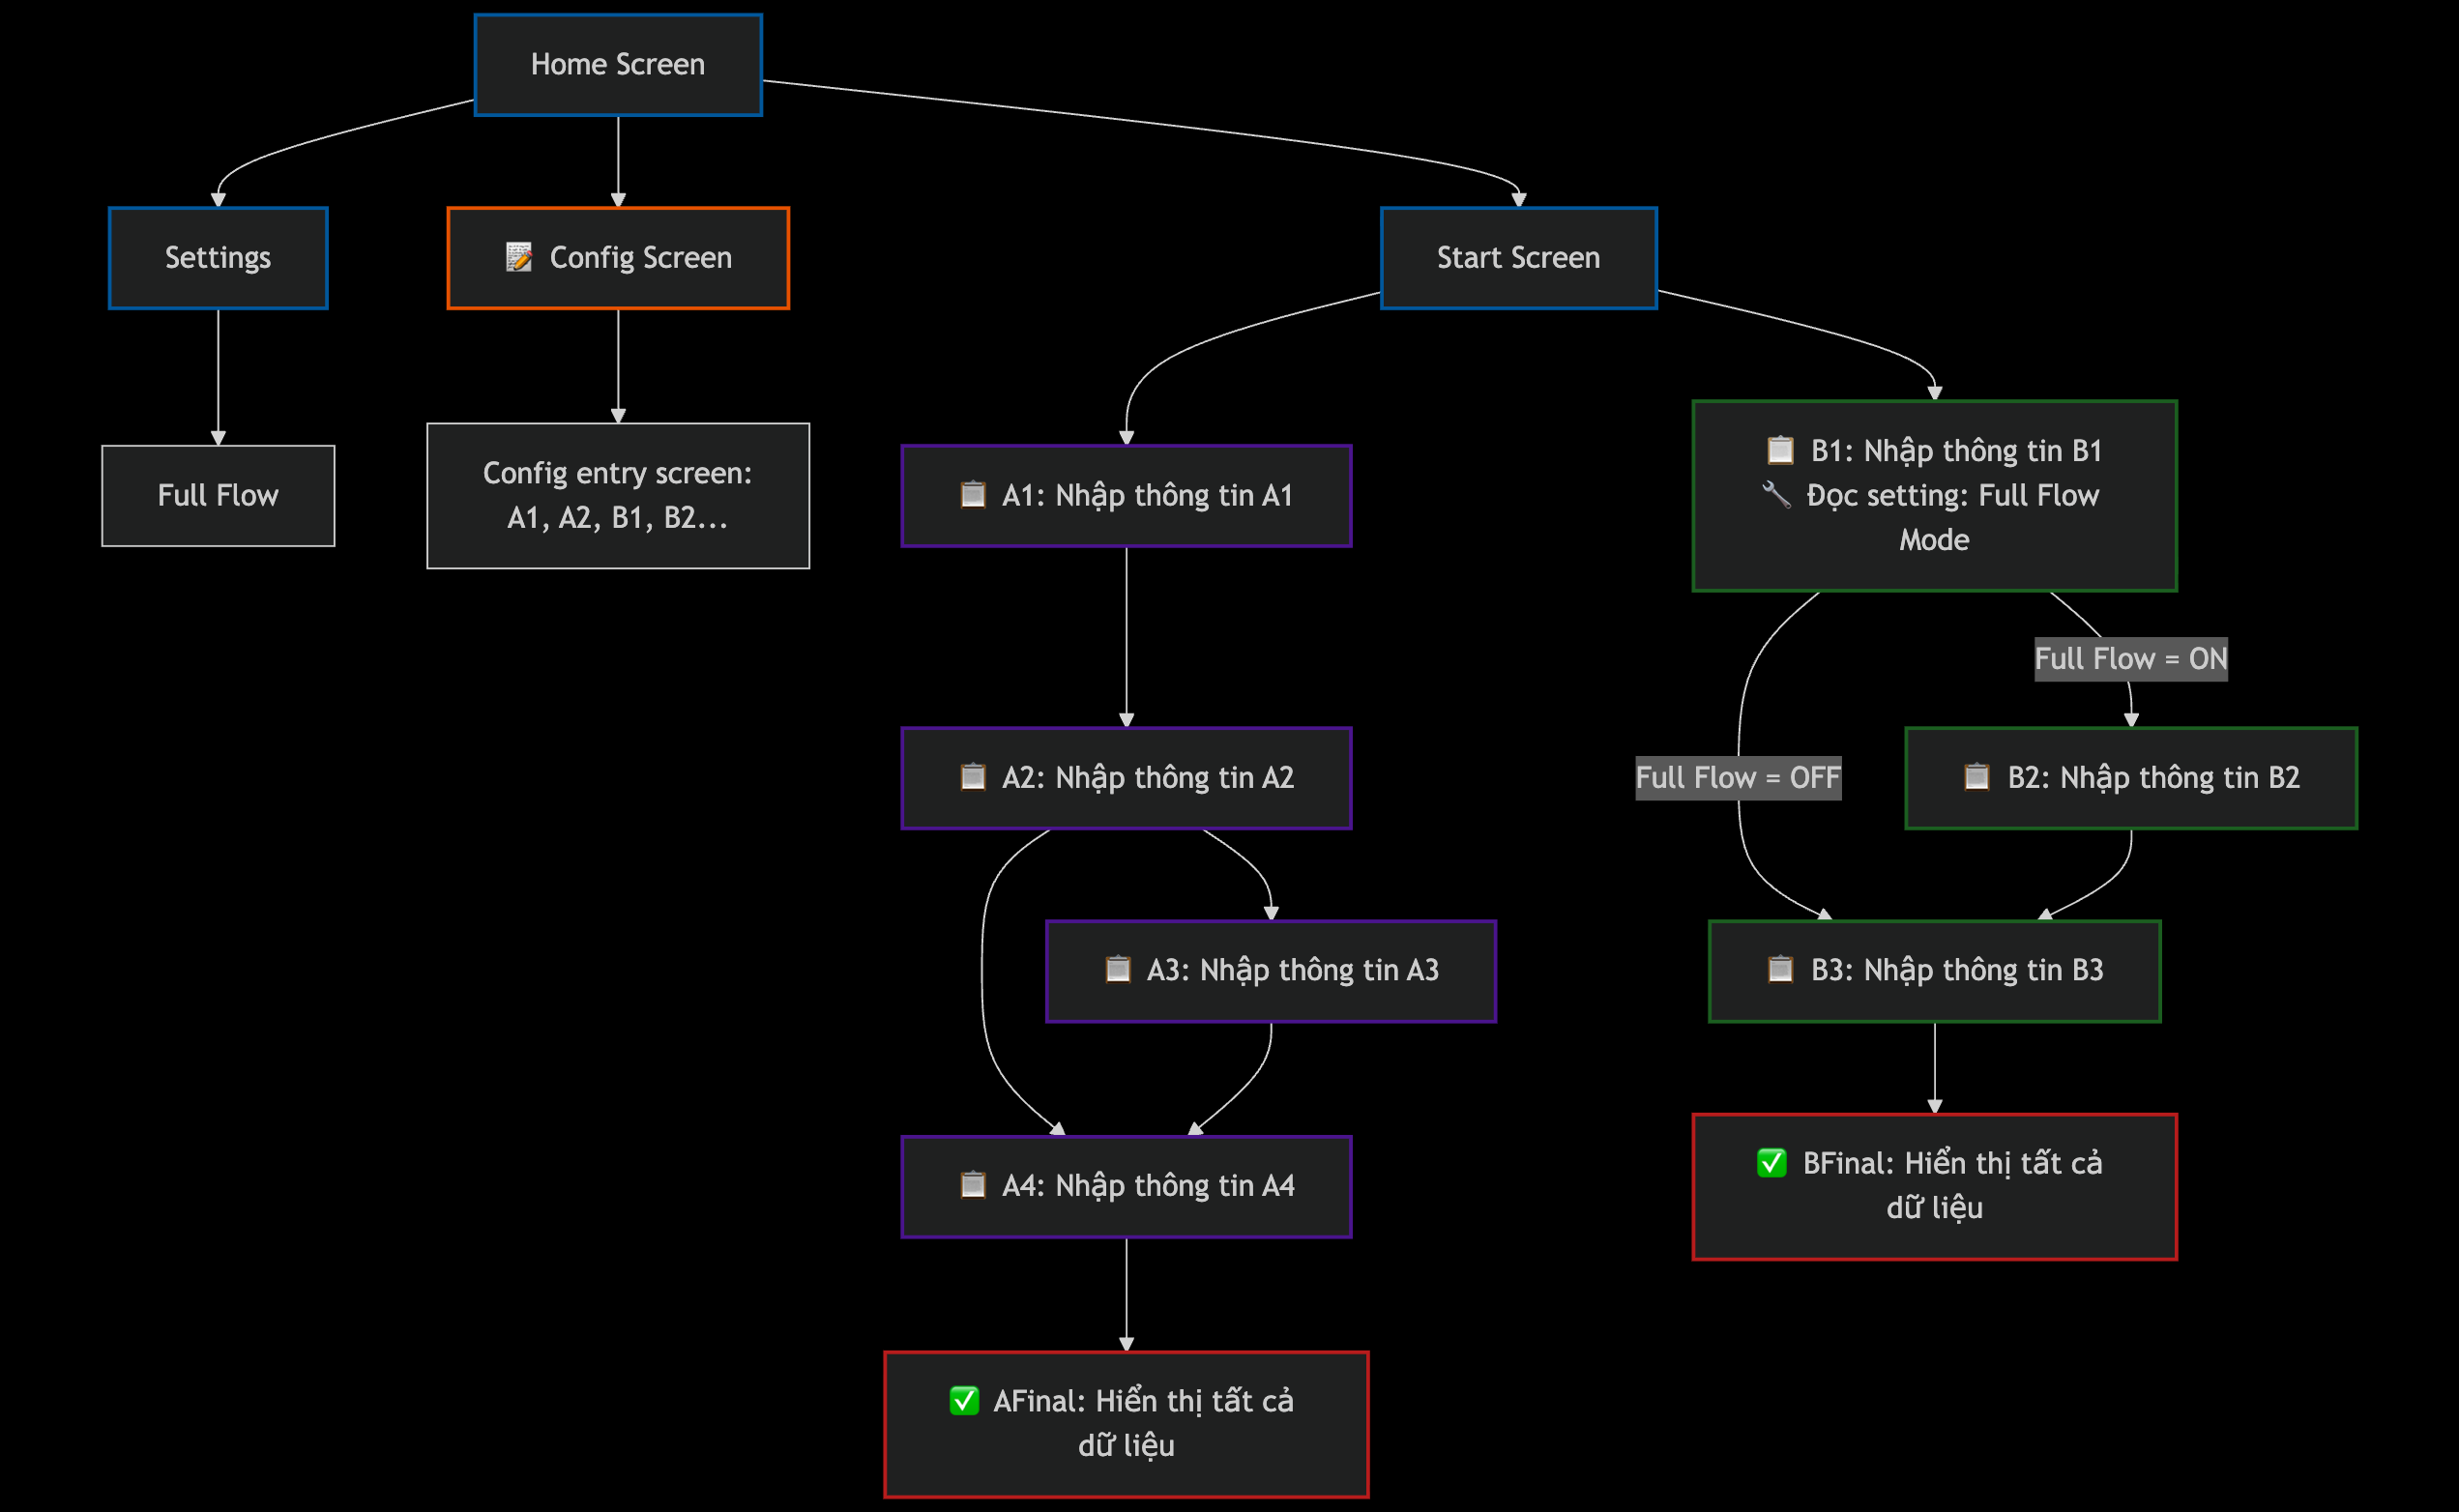 Home Screen
Settings
📝 Config Screen
Start Screen
Full Flow
Config entry screen:
A1, A2, B1, B2...
📋 A1: Nhập thông tin A1
📋 B1: Nhập thông tin B1
🔧 Đọc setting: Full Flow
Mode
Full Flow = ON
Full Flow = OFF
📋 A2: Nhập thông tin A2
📋 B2: Nhập thông tin B2
📋 A3: Nhập thông tin A3
📋 B3: Nhập thông tin B3
📋 A4: Nhập thông tin A4
✅ BFinal: Hiển thị tất cả
dữ liệu
✅ AFinal: Hiển thị tất cả
dữ liệu